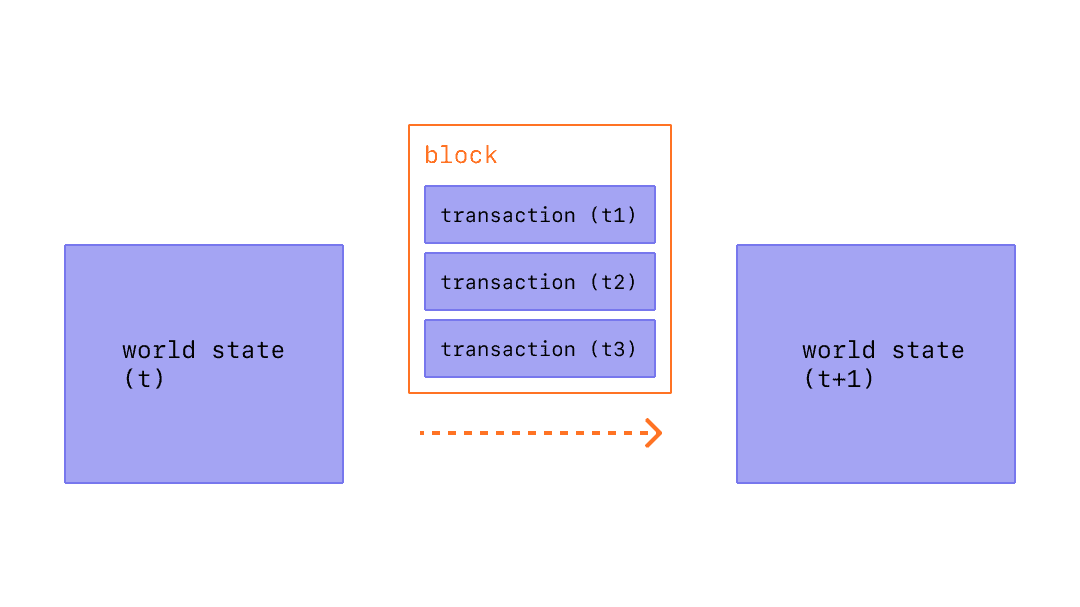 block
transaction (t1)
transaction (t2)
transaction (t3)
world state
(t)
world state
(t+1)